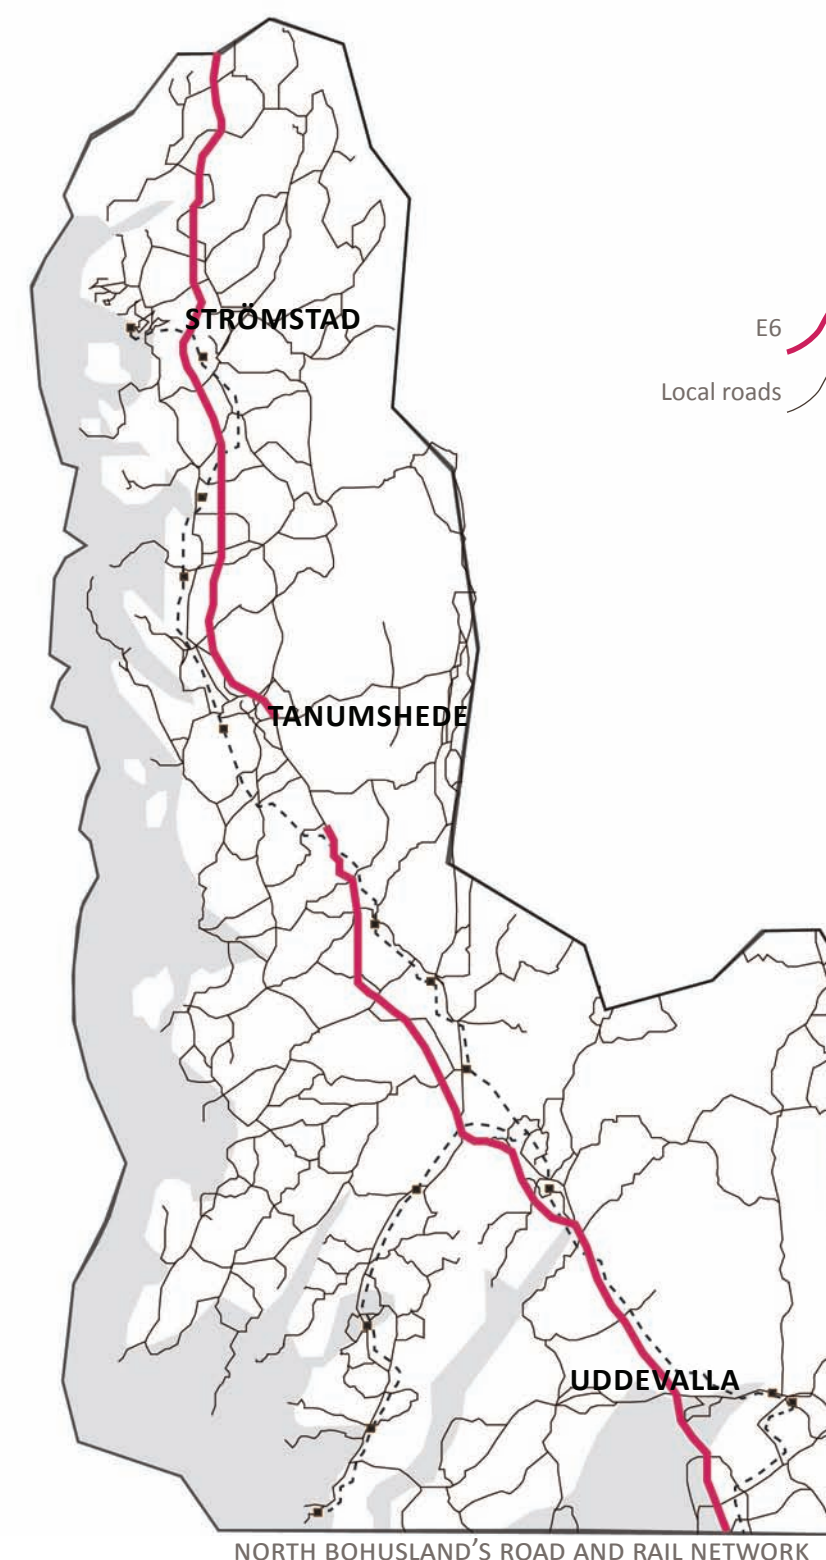 STRÖMSTAD
E6
Local roads
TANUMSHEDE
UDDEVALLA
NORTH BOHUSLAND'S ROAD AND RAIL NETWORK